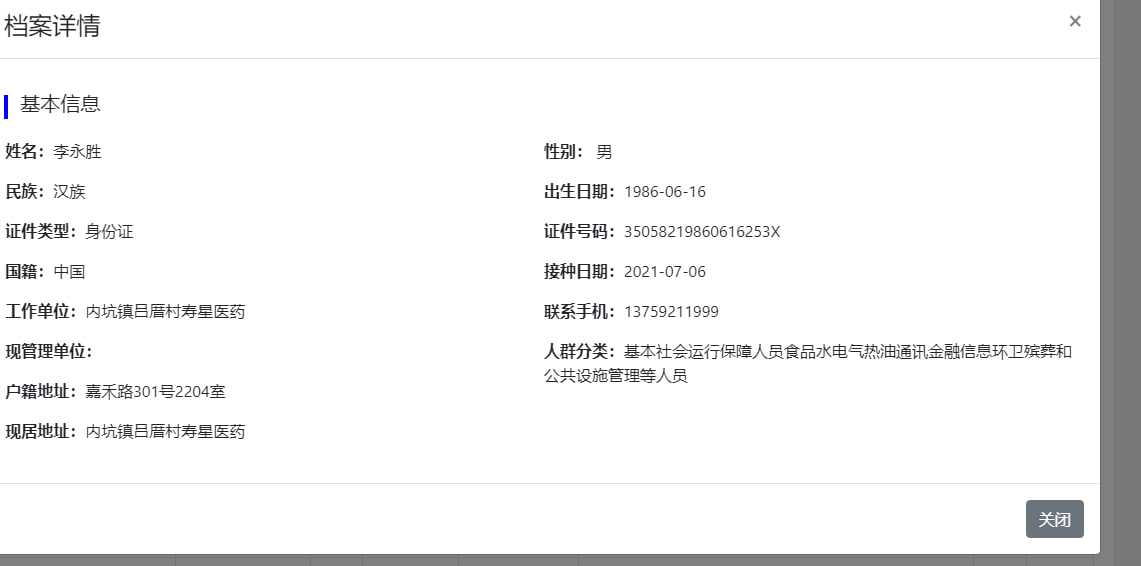 档案详情
×
基本信息
姓名：李永胜
性别： 男
民族：汉族
出生日期：1986-06-16
证件类型：身份证
证件号码：35058219860616253X
国籍：中国
接种日期：2021-07-06
工作单位：内坑镇吕厝村寿星医药
联系手机：13759211999
现管理单位：
人群分类：基本社会运行保障人员食品水电气热油通讯金融信息环卫殡葬和
公共设施管理等人员
户籍地址：嘉禾路301号2204室
现居地址：内坑镇吕厝村寿星医药
关闭